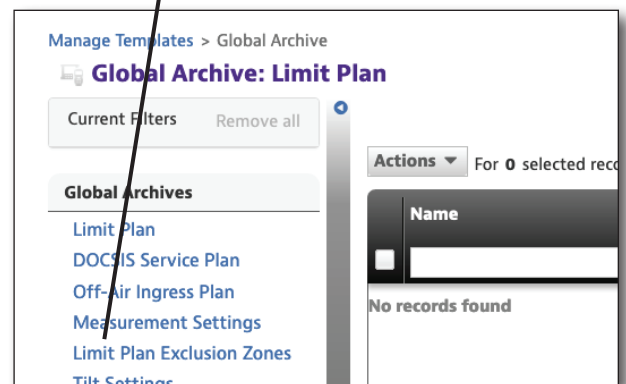 Manage Templates > Global Archive
Global Archive: Limit Plan
Current Filters Remove all
Actions For 0 selected reco
Global Archives
Name
Limit Plan
DOCSIS Service Plan
Off-Air Ingress Plan
No records found
Measurement Settings
Limit Plan Exclusion Zones
Tilt Settings